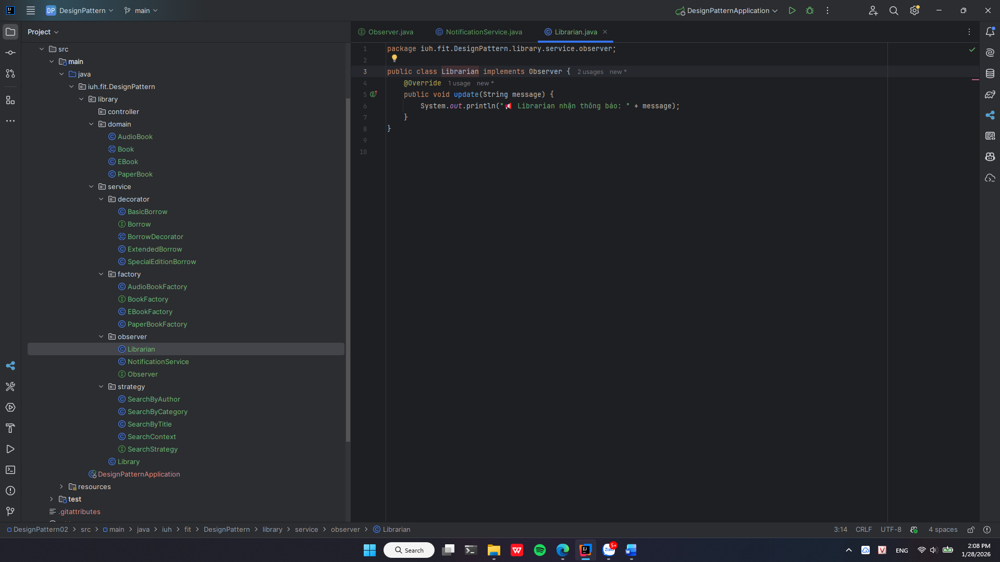 DP DesignPattern main DesignPatternApplication
Project
Observer.java NotificationService.java Librarian.java
src
main
java
iuh.fit.DesignPattern
library
controller
domain
AudioBook
Book
EBook
PaperBook
service
decorator
BasicBorrow
Borrow
BorrowDecorator
ExtendedBorrow
SpecialEditionBorrow
factory
AudioBookFactory
BookFactory
EBookFactory
PaperBookFactory
observer
Librarian
NotificationService
Observer
strategy
SearchByAuthor
SearchByCategory
SearchByTitle
SearchContext
SearchStrategy
Library
DesignPatternApplication
resources
test
.gitattributes
1 package iuh.fit.DesignPattern.library.service.observer;
2
3 public class Librarian implements Observer { 2 usages new *
4 @Override 1 usage new *
5 public void update(String message) {
6 System.out.println("📢 Librarian nhận thông báo: " + message);
7 }
8 }
9
10
DesignPattern02 > src > main > java > iuh > fit > DesignPattern > library > service > observer > Librarian
3:14 CRLF UTF-8 4 spaces
Search
Zalo 5+
ENG
2:08 PM
1/28/2026